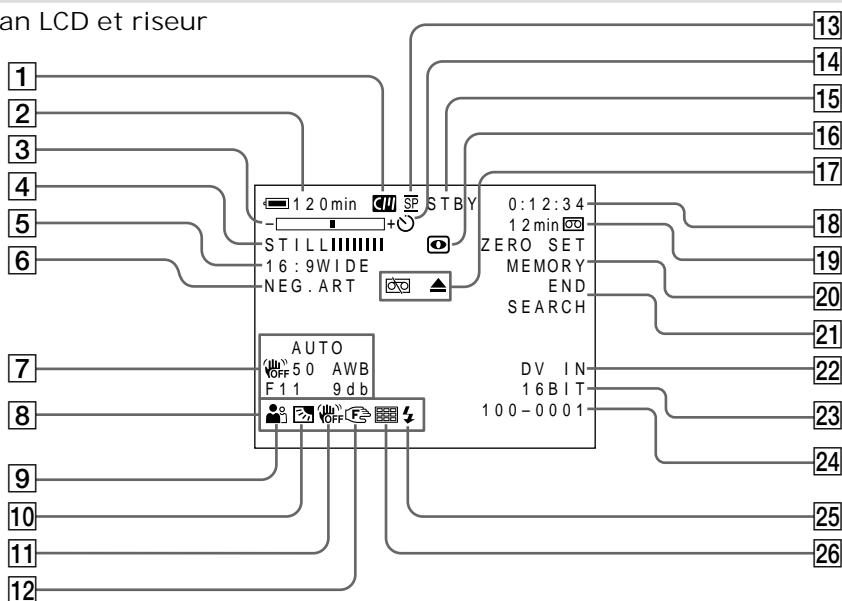 an LCD et riseur
1
2
3
4
5
6
7
8
9
10
11
12
13
14
15
16
17
18
19
20
21
22
23
24
25
26
120min SP STBY 0:12:34
- + 12min
STILL ZERO SET
16:9WIDE MEMORY
NEG.ART END
SEARCH
AUTO
OFF 50 AWB DV IN
F11 9db 16BIT
OFF F 100-0001